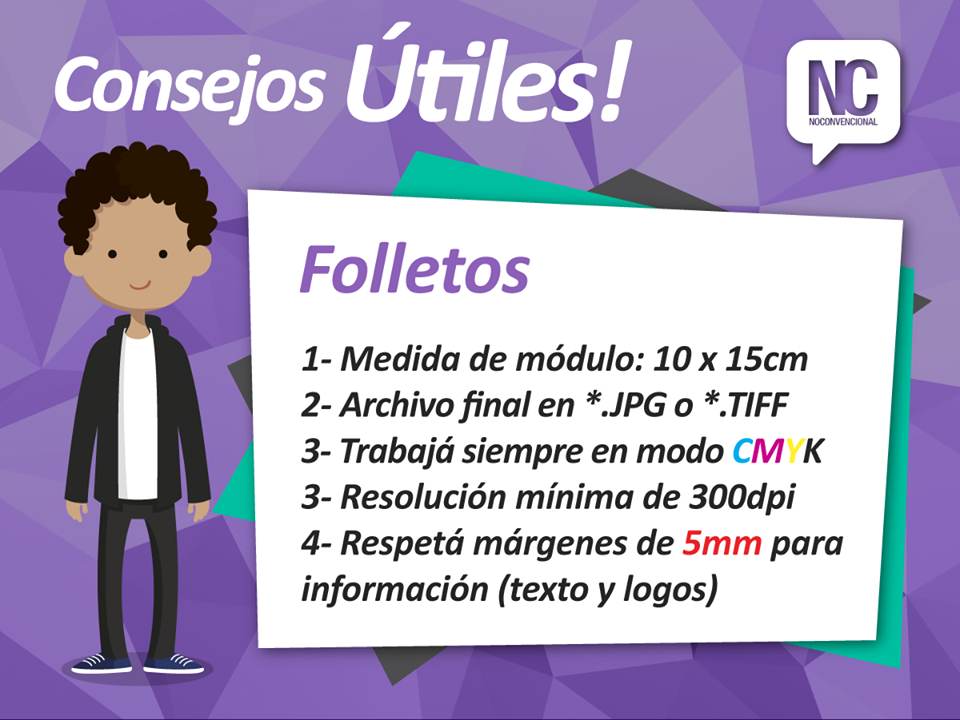 Consejos Útiles!
NC
NOCONVENCIONAL
Folletos
1- Medida de módulo: 10 x 15cm
2- Archivo final en *.JPG o *.TIFF
3- Trabajá siempre en modo CMYK
3- Resolución mínima de 300dpi
4- Respetá márgenes de 5mm para
información (texto y logos)